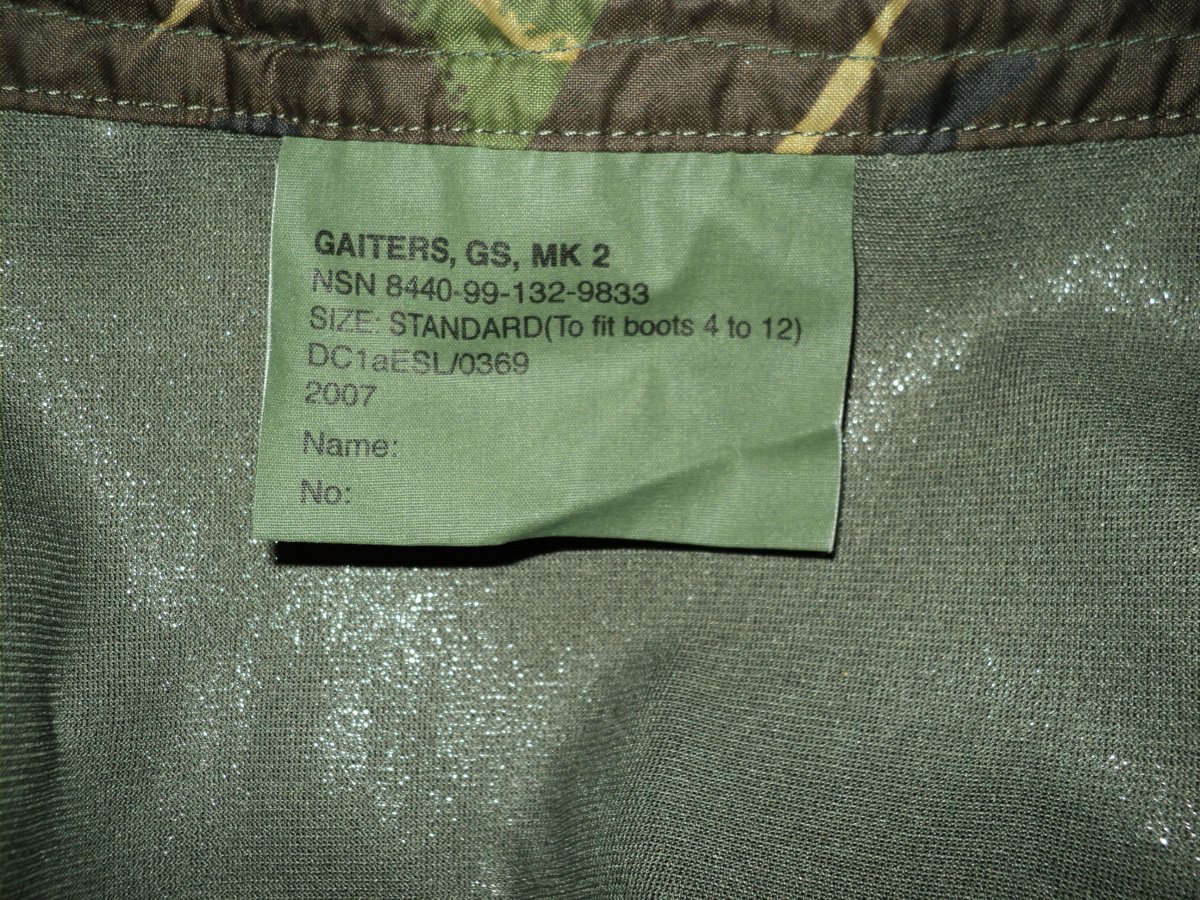 GAITERS, GS, MK 2
NSN 8440-99-132-9833
SIZE: STANDARD(To fit boots 4 to 12)
DC1aESL/0369
2007
Name:
No: